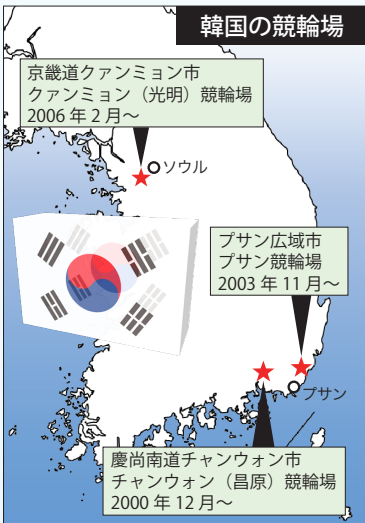 韓国の競輪場
京畿道クァンミョン市
クァンミョン（光明）競輪場
2006 年 2 月～
ソウル
プサン広域市
プサン競輪場
2003 年 11 月～
プサン
慶尚南道チャンウォン市
チャンウォン（昌原）競輪場
2000 年 12 月～